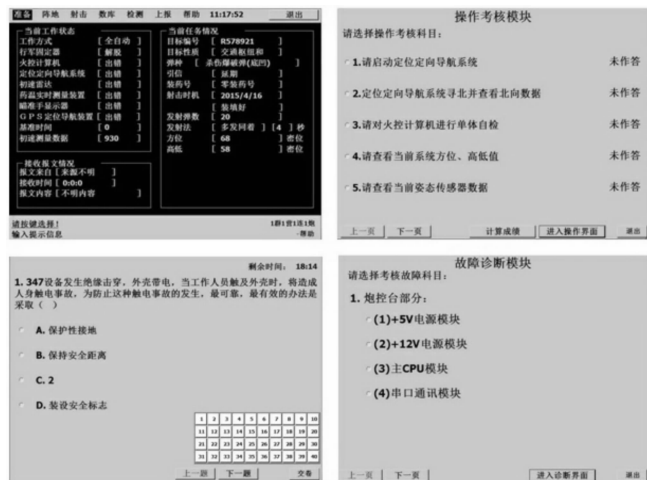 准备 阵地 射击 数库 检测 上报 帮助 11:17:52 退出
当前工作状态
工作方式 [ 全自动 ]
行军固定器 [ 解脱 ]
火控计算机 [ 出错 ]
定位定向导航系统 [ 出错 ]
初速雷达 [ 出错 ]
药温实时测量装置 [ 出错 ]
瞄准手显示器 [ 出错 ]
GPS定位导航装置 [ 出错 ]
基准时间 [ 0 ]
初速测量数据 [ 930 ]
接收报文情况
报文来自 [ 来源不明 ]
接收时间 [ 0:0:0 ]
报文内容 [ 不明内容 ]
当前任务情况
目标编号 [ R578921 ]
目标性质 [ 交通枢纽和 ]
弹种 [ 杀伤爆破弹(底凹) ]
引信 [ 延期 ]
装药号 [ 零装药号 ]
射击时机 [ 2015/4/16 ]
[ 装填好 ]
发射弹数 [ 20 ]
发射法 [ 多发同着 ] [4 ] 秒
方位 [ 68 ] 密位
高低 [ 58 ] 密位
请按键选择!
输入提示信息
1群1营1连1炮
-帮助
操作考核模块
请选择操作考核科目:
1.请启动定位定向导航系统 未作答
2.定位定向导航系统寻北并查看北向数据 未作答
3.请对火控计算机进行单体自检 未作答
4.请查看当前系统方位、高低值 未作答
5.请查看当前姿态传感器数据 未作答
上一页 下一页 计算成绩 进入操作界面 退出
剩余时间: 18:14
1. 347设备发生绝缘击穿，外壳带电，当工作人员触及外壳时，将造成
人身触电事故，为防止这种触电事故的发生，最可靠，最有效的办法是
采取（ ）
A. 保护性接地
B. 保持安全距离
C. 2
D. 装设安全标志
1 2 3 4 5 6 7 8 9 10
11 12 13 14 15 16 17 18 19 20
21 22 23 24 25 26 27 28 29 30
31 32 33 34 35 36 37 38 39 40
上一题 下一题 交卷
故障诊断模块
请选择考核故障科目:
1. 炮控台部分:
(1)+5V电源模块
(2)+12V电源模块
(3)主CPU模块
(4)串口通讯模块
上一页 下一页 进入诊断界面 退出